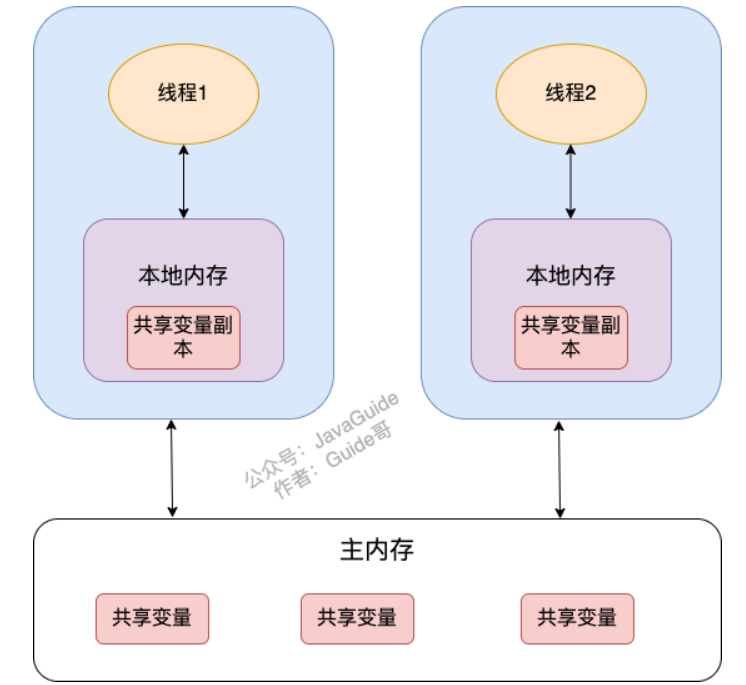 线程1
线程2
本地内存
本地内存
共享变量副
本
共享变量副
本
公众号：JavaGuide
作者：Guide哥
主内存
共享变量
共享变量
共享变量